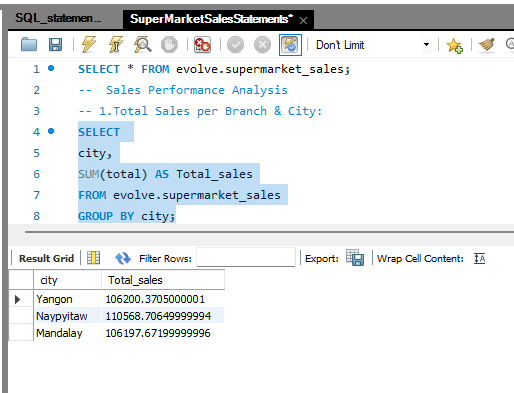 SQL_statemen...
SuperMarketSalesStatements*
Don't Limit
1 SELECT * FROM evolve.supermarket_sales;
2 -- Sales Performance Analysis
3 -- 1.Total Sales per Branch & City:
4 SELECT
5 city,
6 SUM(total) AS Total_sales
7 FROM evolve.supermarket_sales
8 GROUP BY city;
Result Grid Filter Rows: Export: Wrap Cell Content:
city Total_sales
Yangon 106200.3705000001
Naypyitaw 110568.70649999994
Mandalay 106197.67199999996